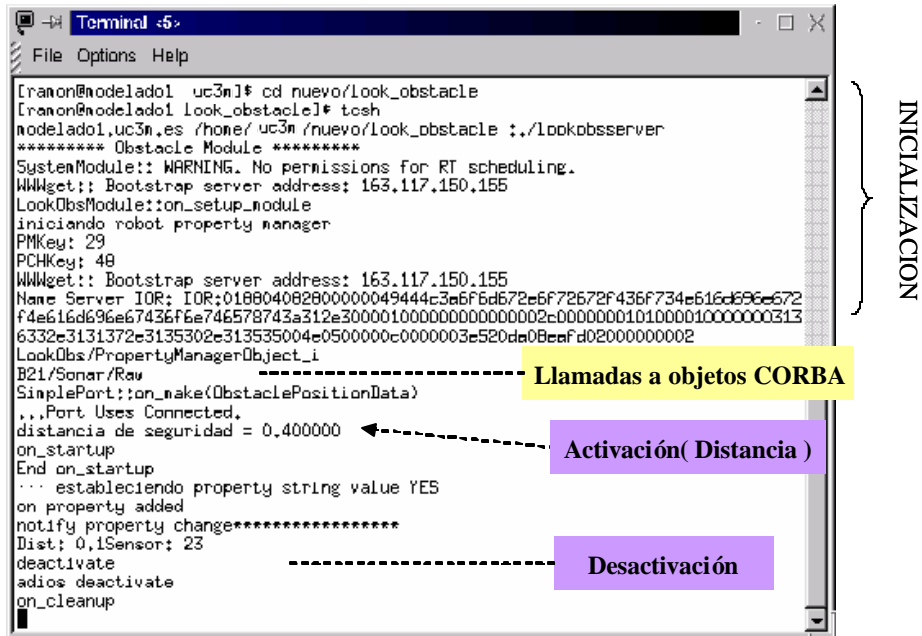 Terminal <5>
File Options Help
[ramon@modelado1 uc3m]$ cd nuevo/look_obstacle
[ramon@modelado1 look_obstacle]$ tcsh
modelado1.uc3m.es /home/ uc3m /nuevo/look_obstacle :./lookobsserver
********* Obstacle Module *********
SystemModule:: WARNING. No permissions for RT scheduling.
WWWget:: Bootstrap server address: 163.117.150.155
LookObsModule::on_setup_module
iniciando robot property manager
PMKey: 29
PCHKey: 48
WWWget:: Bootstrap server address: 163.117.150.155
Name Server IOR: IOR:018804082800000049444c3a6f6d672e6f72672f436f734e616d696e672
f4e616d696e67436f6e746578743a312e3000010000000000000002c0000000101000010000000313
6332e3131372e3135302e313535004e0500000c0000003e520da08eafd02000000002
LookObs/PropertyManagerObject_i
B21/Sonar/Raw
Llamadas a objetos CORBA
SimplePort::on_make(ObstaclePositionData)
...Port Uses Connected.
distancia de seguridad = 0.400000
Activación( Distancia )
on_startup
End on_startup
... estableciendo property string value YES
on property added
notify property change******************
Dist: 0.1Sensor: 23
deactivate
Desactivación
adios deactivate
on_cleanup
INICIALIZACION